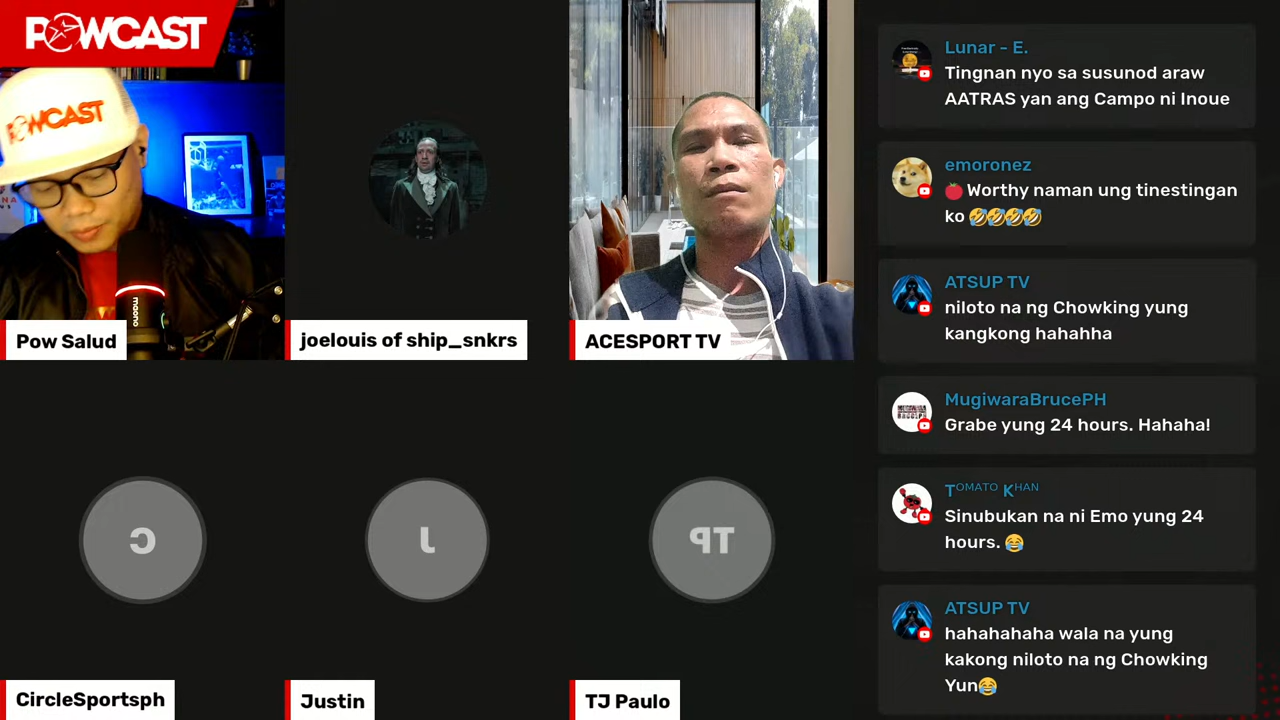 POWCAST
POWCAST
maono
Pow Salud
joelouis of ship_snkrs
ACESPORT TV
C
J
TP
CircleSportsph
Justin
TJ Paulo
Lunar - E.
Tingnan nyo sa susunod araw
AATRAS yan ang Campo ni Inoue
emoronez
🍅 Worthy naman ung tinestingan
ko 🤣🤣🤣🤣
ATSUP TV
niloto na ng Chowking yung
kangkong hahahha
MugiwaraBrucePH
Grabe yung 24 hours. Hahaha!
Tᴼᴹᴬᵀᴼ Kᴴᴬᴺ
Sinubukan na ni Emo yung 24
hours. 😂
ATSUP TV
hahahahaha wala na yung
kakong niloto na ng Chowking
Yun😂